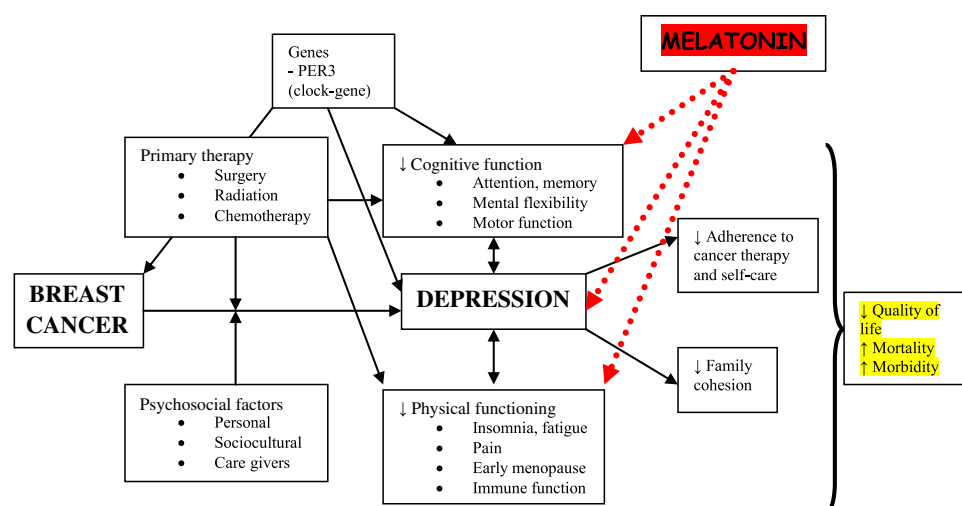 MELATONIN
Genes
- PER3
(clock-gene)
Primary therapy
• Surgery
• Radiation
• Chemotherapy
↓ Cognitive function
• Attention, memory
• Mental flexibility
• Motor function
↓ Adherence to
cancer therapy
and self-care
BREAST
CANCER
DEPRESSION
↓ Quality of
life
↑ Mortality
↑ Morbidity
↓ Family
cohesion
Psychosocial factors
• Personal
• Sociocultural
• Care givers
↓ Physical functioning
• Insomnia, fatigue
• Pain
• Early menopause
• Immune function